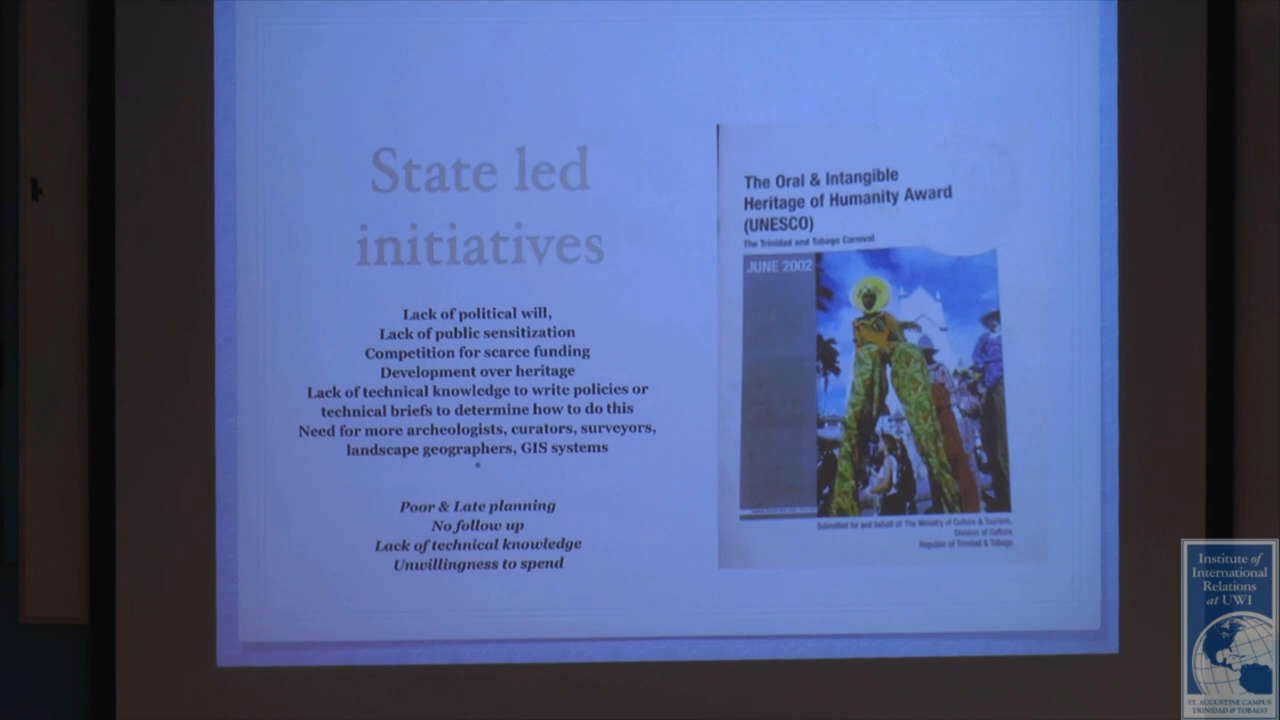 State led
initiatives
Lack of political will,
Lack of public sensitization
Competition for scarce funding
Development over heritage
Lack of technical knowledge to write policies or
technical briefs to determine how to do this
Need for more archeologists, curators, surveyors,
landscape geographers, GIS systems
Poor & Late planning
No follow up
Lack of technical knowledge
Unwillingness to spend
The Oral & Intangible
Heritage of Humanity Award
(UNESCO)
The Trinidad and Tobago Carnival
JUNE 2002
Submitted for and behalf of The Ministry of Culture & Tourism,
Division of Culture
Republic of Trinidad & Tobago
Institute of
International
Relations
at UWI
ST. AUGUSTINE CAMPUS
TRINIDAD & TOBAGO